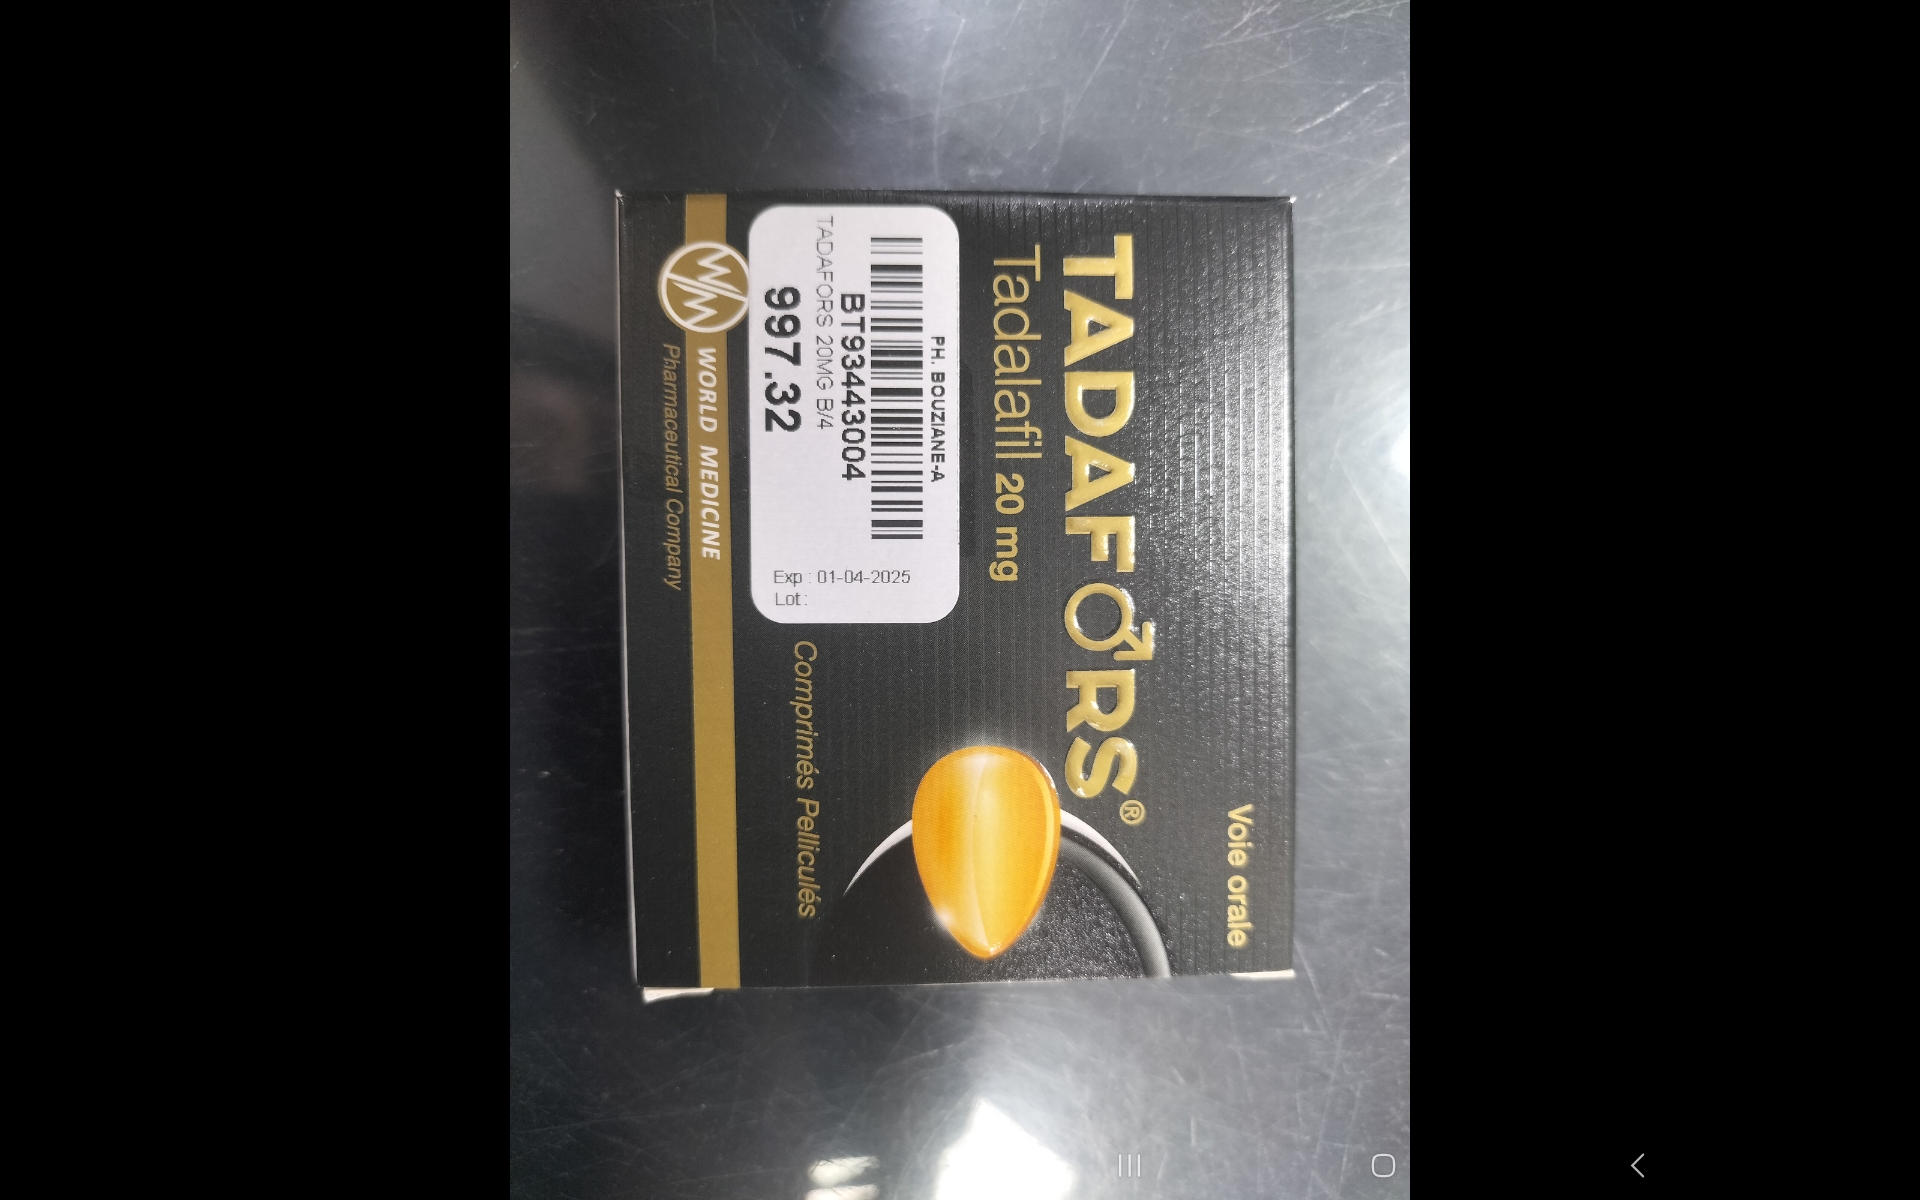 Voie orale
TADAFORS®
Tadalafil 20 mg
PH. BOUZIANE-A
BT93443004
TADAFORS 20MG B/4
997.32
Exp : 01-04-2025
Lot :
Comprimés Pelliculés
WM
WORLD MEDICINE
Pharmaceutical Company